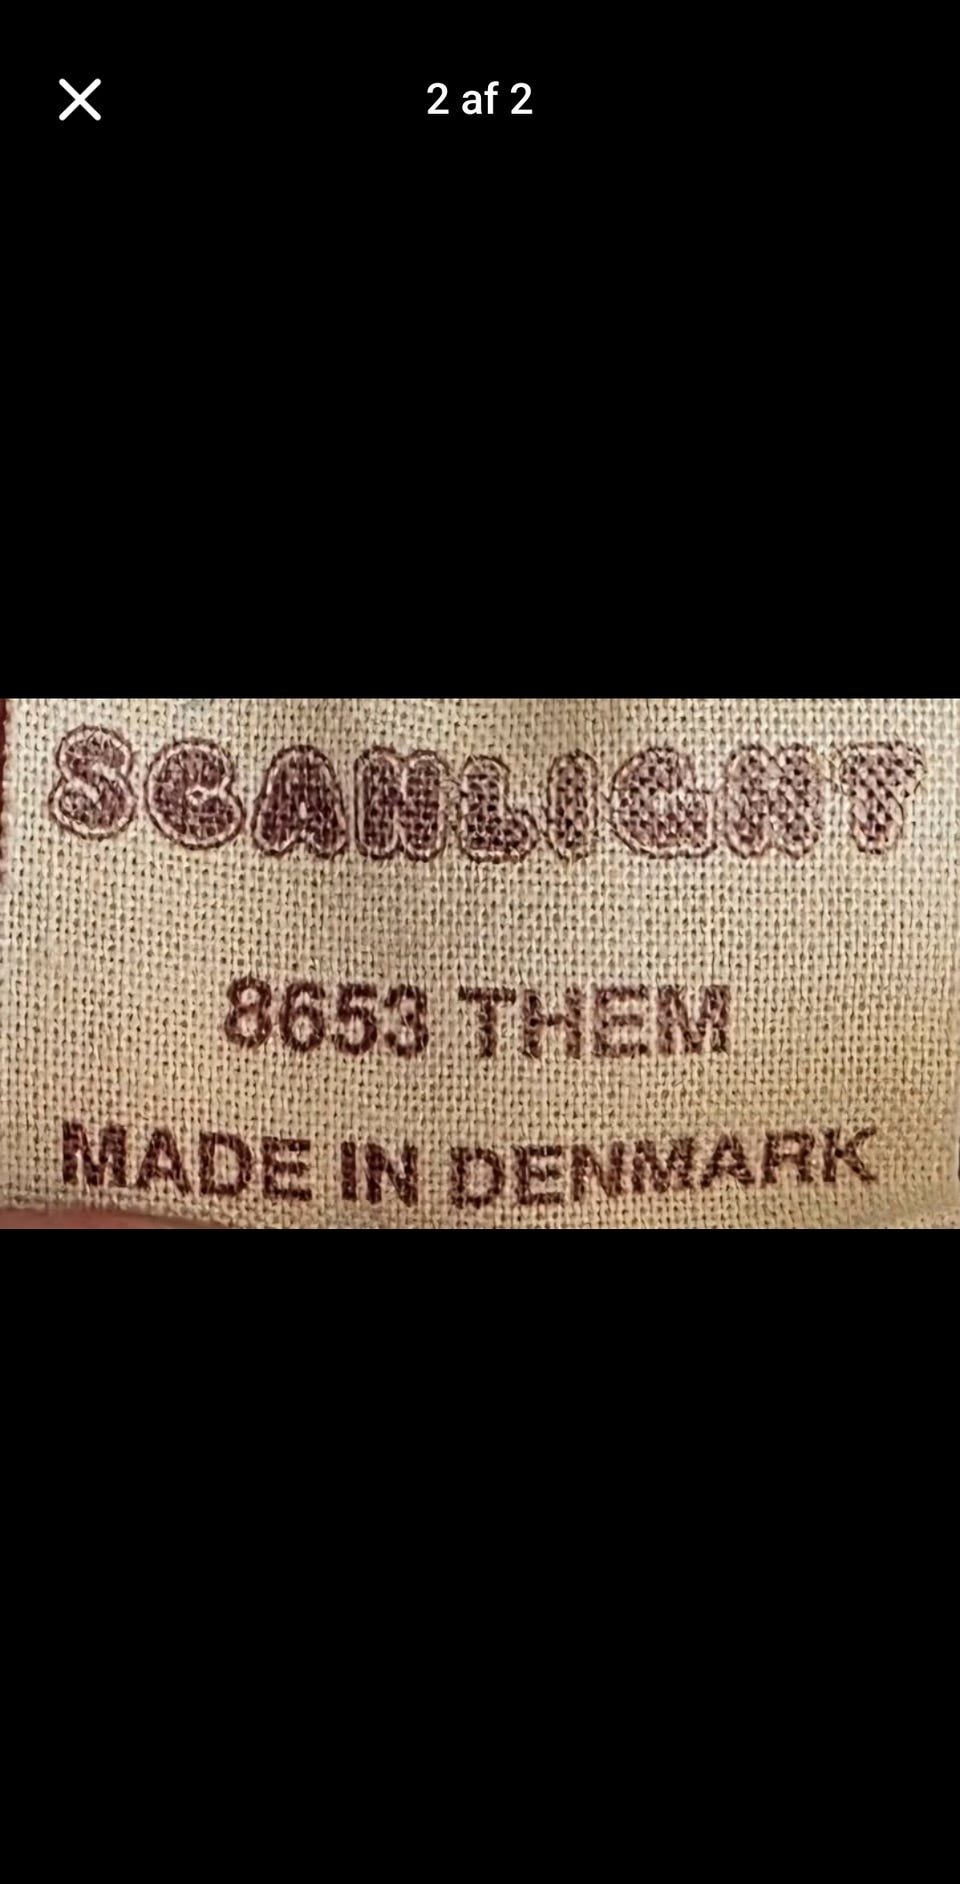 2 af 2
SCANLIGHT
8653 THEM
MADE IN DENMARK